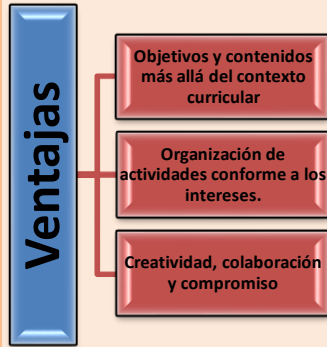 Ventajas
Objetivos y contenidos
más allá del contexto
curricular
Organización de
actividades conforme a los
intereses.
Creatividad, colaboración
y compromiso